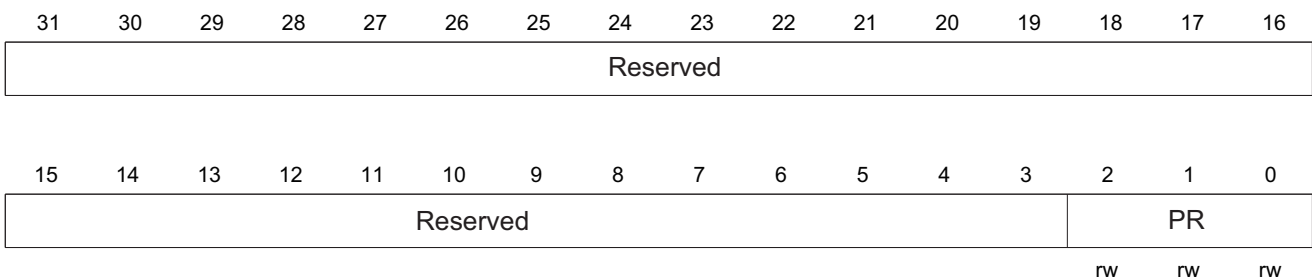 31 30 29 28 27 26 25 24 23 22 21 20 19 18 17 16
Reserved
15 14 13 12 11 10 9 8 7 6 5 4 3 2 1 0
Reserved PR
rw rw rw